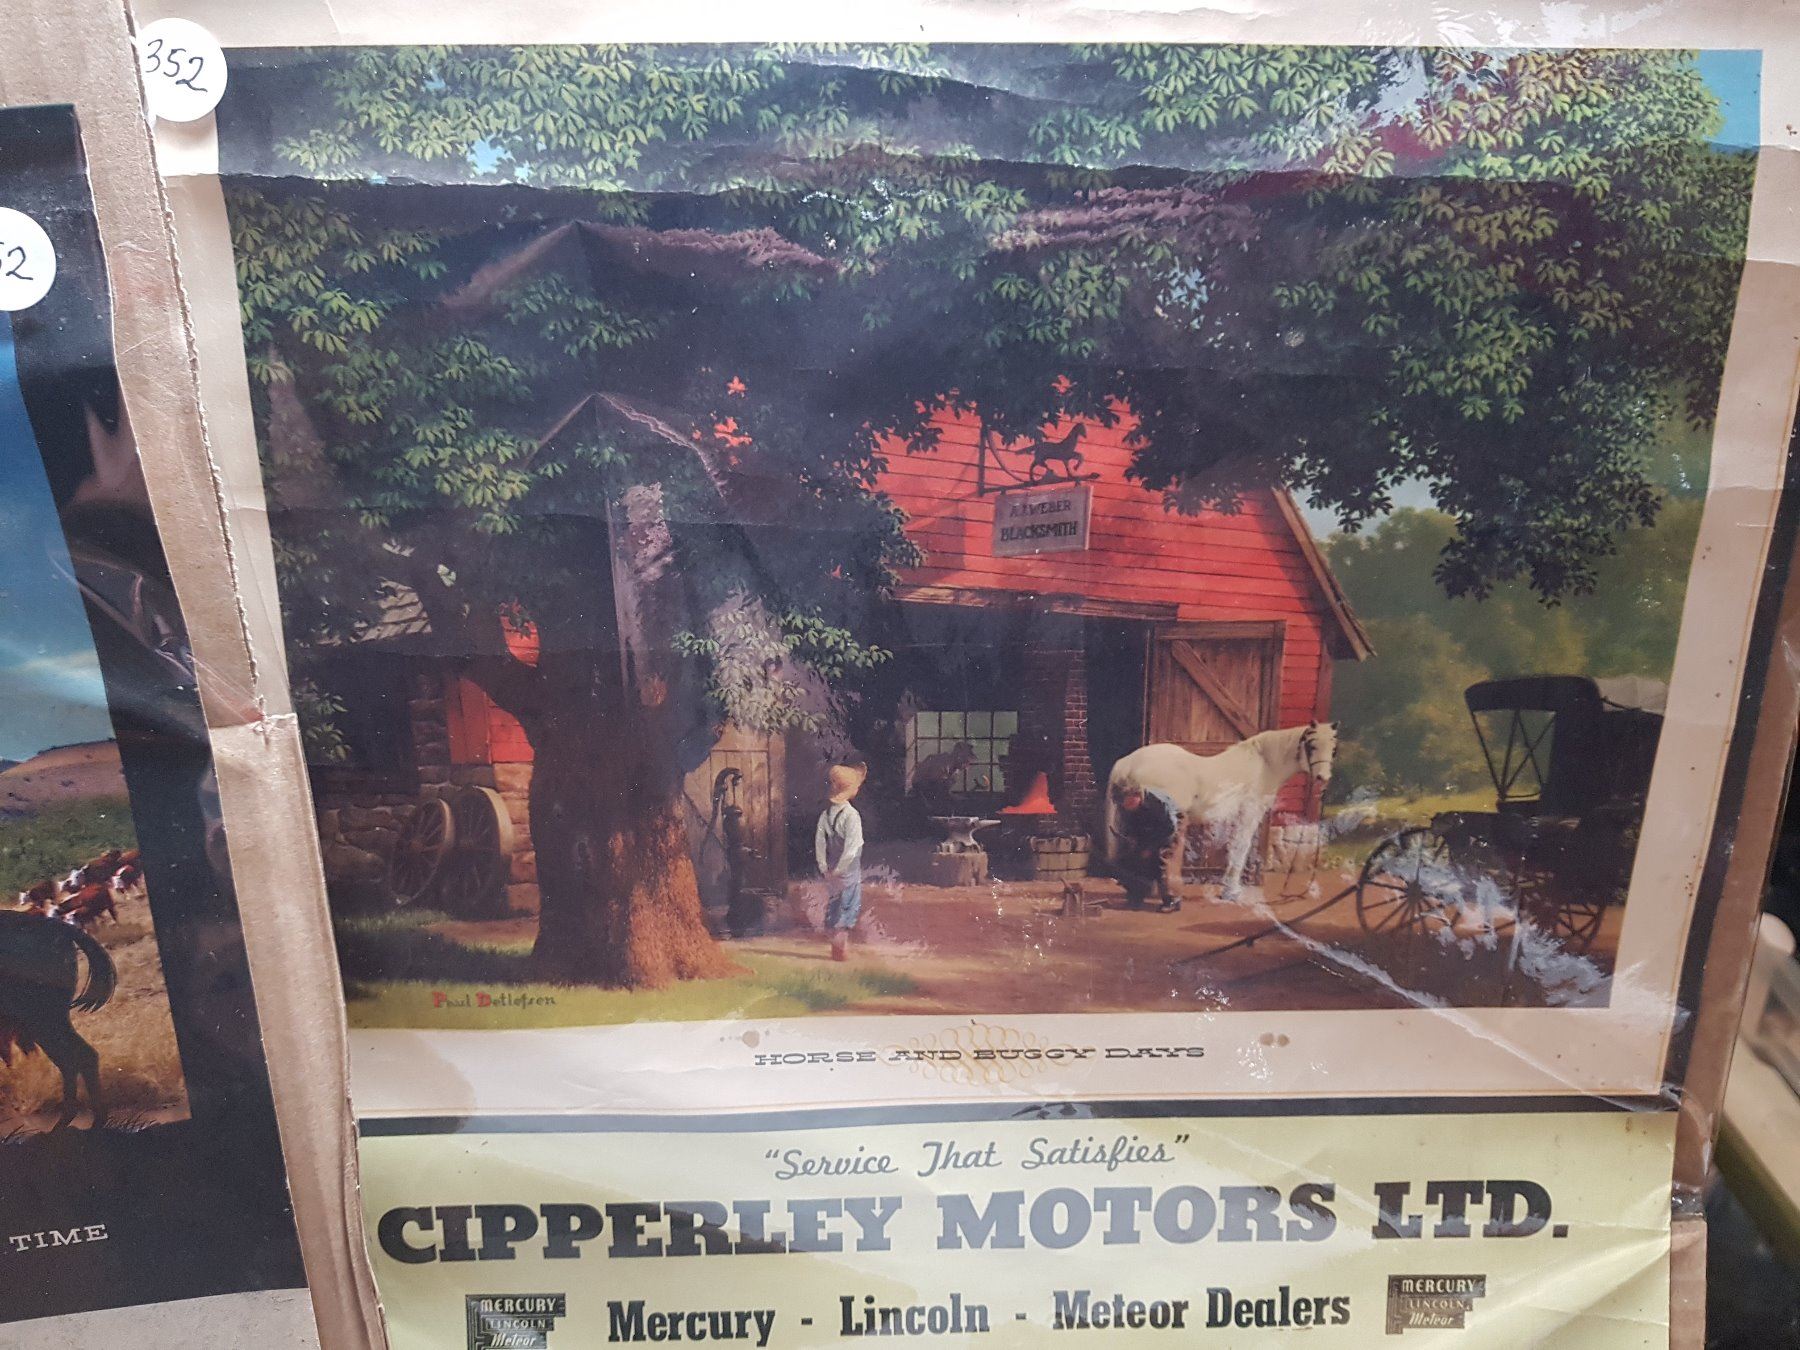 352
52
A.J. WEBER
BLACKSMITH
Paul Detlefsen
HORSE AND BUGGY DAYS
TIME
"Service That Satisfies"
CIPPERLEY MOTORS LTD.
MERCURY
LINCOLN
Meteor
Mercury - Lincoln - Meteor Dealers
MERCURY
LINCOLN
Meteor